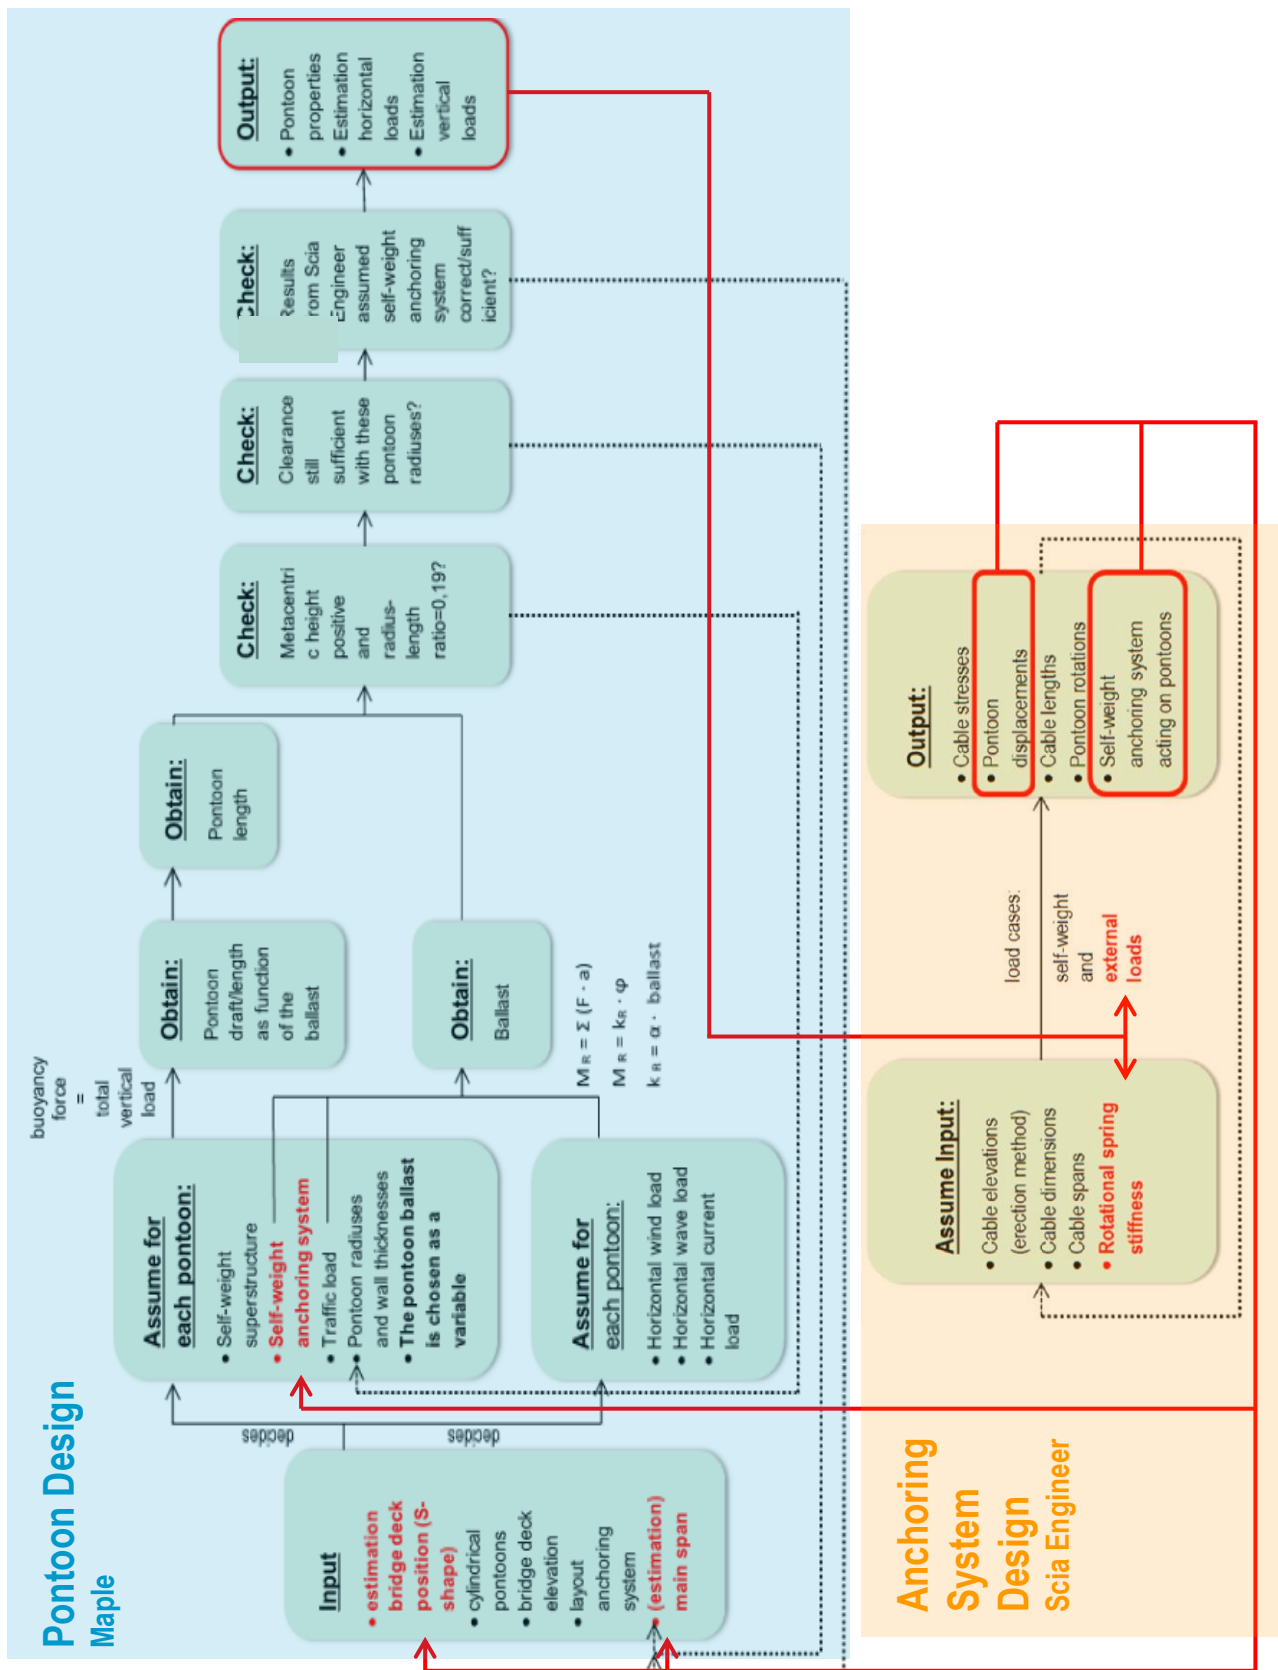 Pontoon Design
Maple
Input
• estimation
bridge deck
position (S-
shape)
• cylindrical
pontoons
• bridge deck
elevation
• layout
anchoring
system
• (estimation)
main span
decides
decides
Assume for
each pontoon:
• Self-weight
superstructure
• Self-weight
anchoring system
• Traffic load
• Pontoon radiuses
and wall thicknesses
• The pontoon ballast
is chosen as a
variable
Assume for
each pontoon:
• Horizontal wind load
• Horizontal wave load
• Horizontal current
load
buoyancy
force
=
total
vertical
load
Obtain:
Pontoon
draft/length
as function
of the
ballast
Obtain:
Ballast
M R = Σ (F · a)
M R = k R · φ
k R = α · ballast
Obtain:
Pontoon
length
Check:
Metacentri
c height
positive
and
radius-
length
ratio=0,19?
Check:
Clearance
still
sufficient
with these
pontoon
radiuses?
Check:
Results
from Scia
Engineer
assumed
self-weight
anchoring
system
correct/suff
icient?
Output:
• Pontoon
properties
• Estimation
horizontal
loads
• Estimation
vertical
loads
Anchoring
System
Design
Scia Engineer
Assume Input:
• Cable elevations
(erection method)
• Cable dimensions
• Cable spans
• Rotational spring
stiffness
load cases:
self-weight
and
external
loads
Output:
• Cable stresses
• Pontoon
displacements
• Cable lengths
• Pontoon rotations
• Self-weight
anchoring system
acting on pontoons